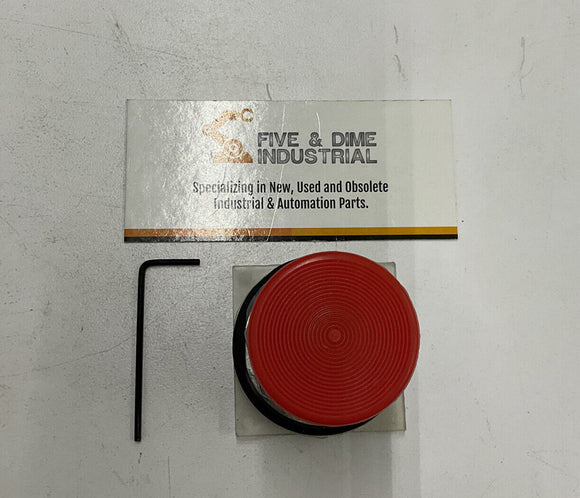 FIVE & DIME
INDUSTRIAL
Specializing in New, Used and Obsolete
Industrial & Automation Parts.